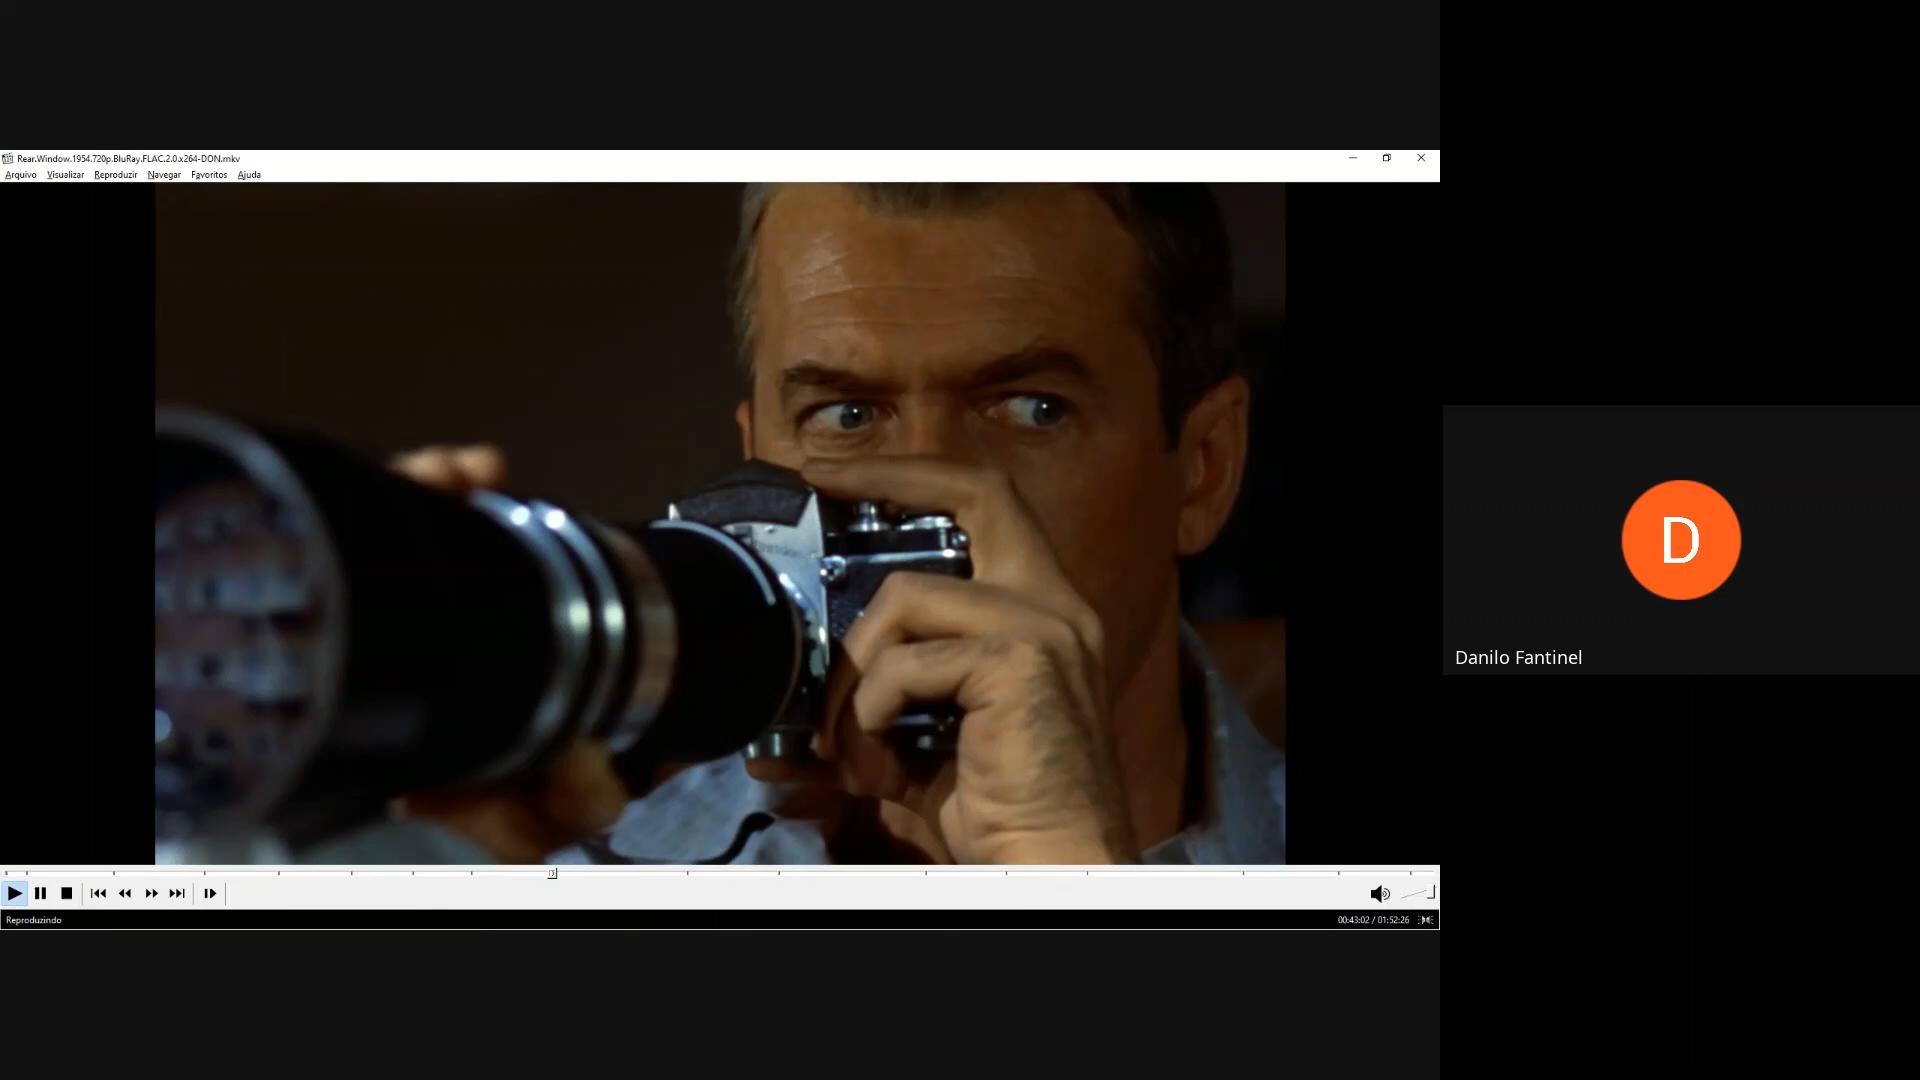 Rear.Window.1954.720p.BluRay.FLAC.2.0.x264-DON.mkv
Arquivo Visualizar Reproduzir Navegar Favoritos Ajuda
D
Danilo Fantinel
Reproduzindo
00:43:02 / 01:52:26